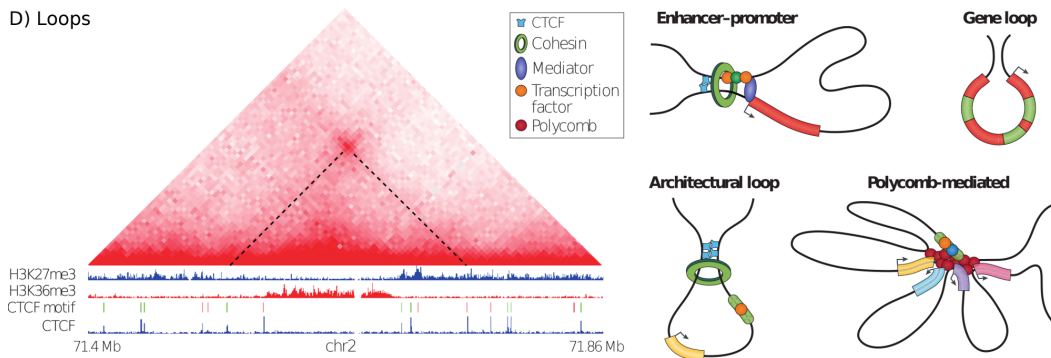 D) Loops
H3K27me3
H3K36me3
CTCF motif
CTCF
71.4 Mb
chr2
71.86 Mb
CTCF
Cohesin
Mediator
Transcription
factor
Polycomb
Enhancer–promoter
Gene loop
Architectural loop
Polycomb-mediated